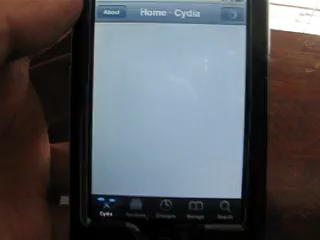 About
Home - Cydia
Cydia
Sections
Changes
Manage
Search